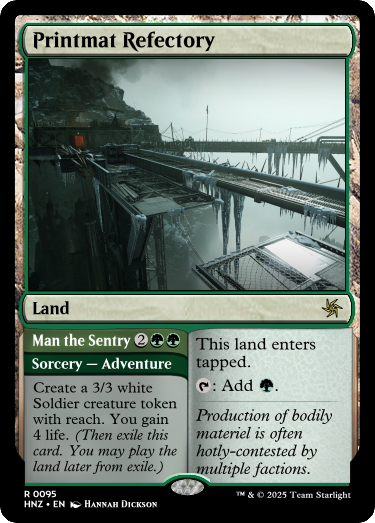 Printmat Refectory
Land
Man the Sentry 2
Sorcery — Adventure
Create a 3/3 white
Soldier creature token
with reach. You gain
4 life. (Then exile this
card. You may play the
land later from exile.)
This land enters
tapped.
: Add .
Production of bodily
materiel is often
hotly-contested by
multiple factions.
R 0095
HNZ • EN Hannah Dickson
™ & © 2025 Team Starlight